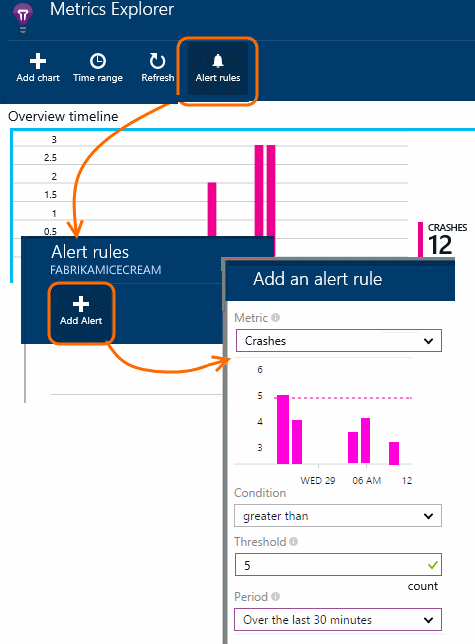 Metrics Explorer
Add chart
Time range
Refresh
Alert rules
Overview timeline
3
2.5
2
1.5
1
0.5
CRASHES
12
Alert rules
FABRIKAMICECREAM
Add Alert
Add an alert rule
Metric
Crashes
6
5
4
3
WED 29
06 AM
12
Condition
greater than
Threshold
5
count
Period
Over the last 30 minutes